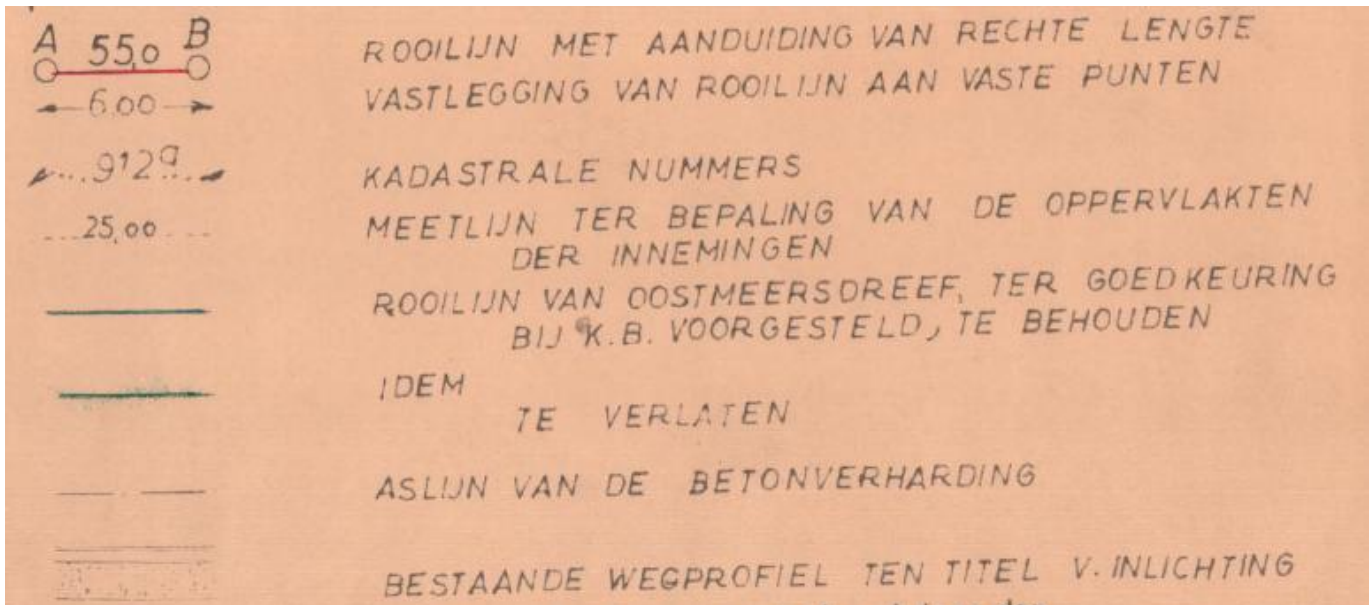 A 55,0 B ROOILIJN MET AANDUIDING VAN RECHTE LENGTE
6,00 VASTLEGGING VAN ROOILIJN AAN VASTE PUNTEN
912a KADASTRALE NUMMERS
25,00 MEETLIJN TER BEPALING VAN DE OPPERVLAKTEN
DER INNEMINGEN
ROOILIJN VAN OOSTMEERSDREEF, TER GOEDKEURING
BIJ K.B. VOORGESTELD, TE BEHOUDEN
IDEM
TE VERLATEN
ASLIJN VAN DE BETONVERHARDING
BESTAANDE WEGPROFIEL TEN TITEL V. INLICHTING